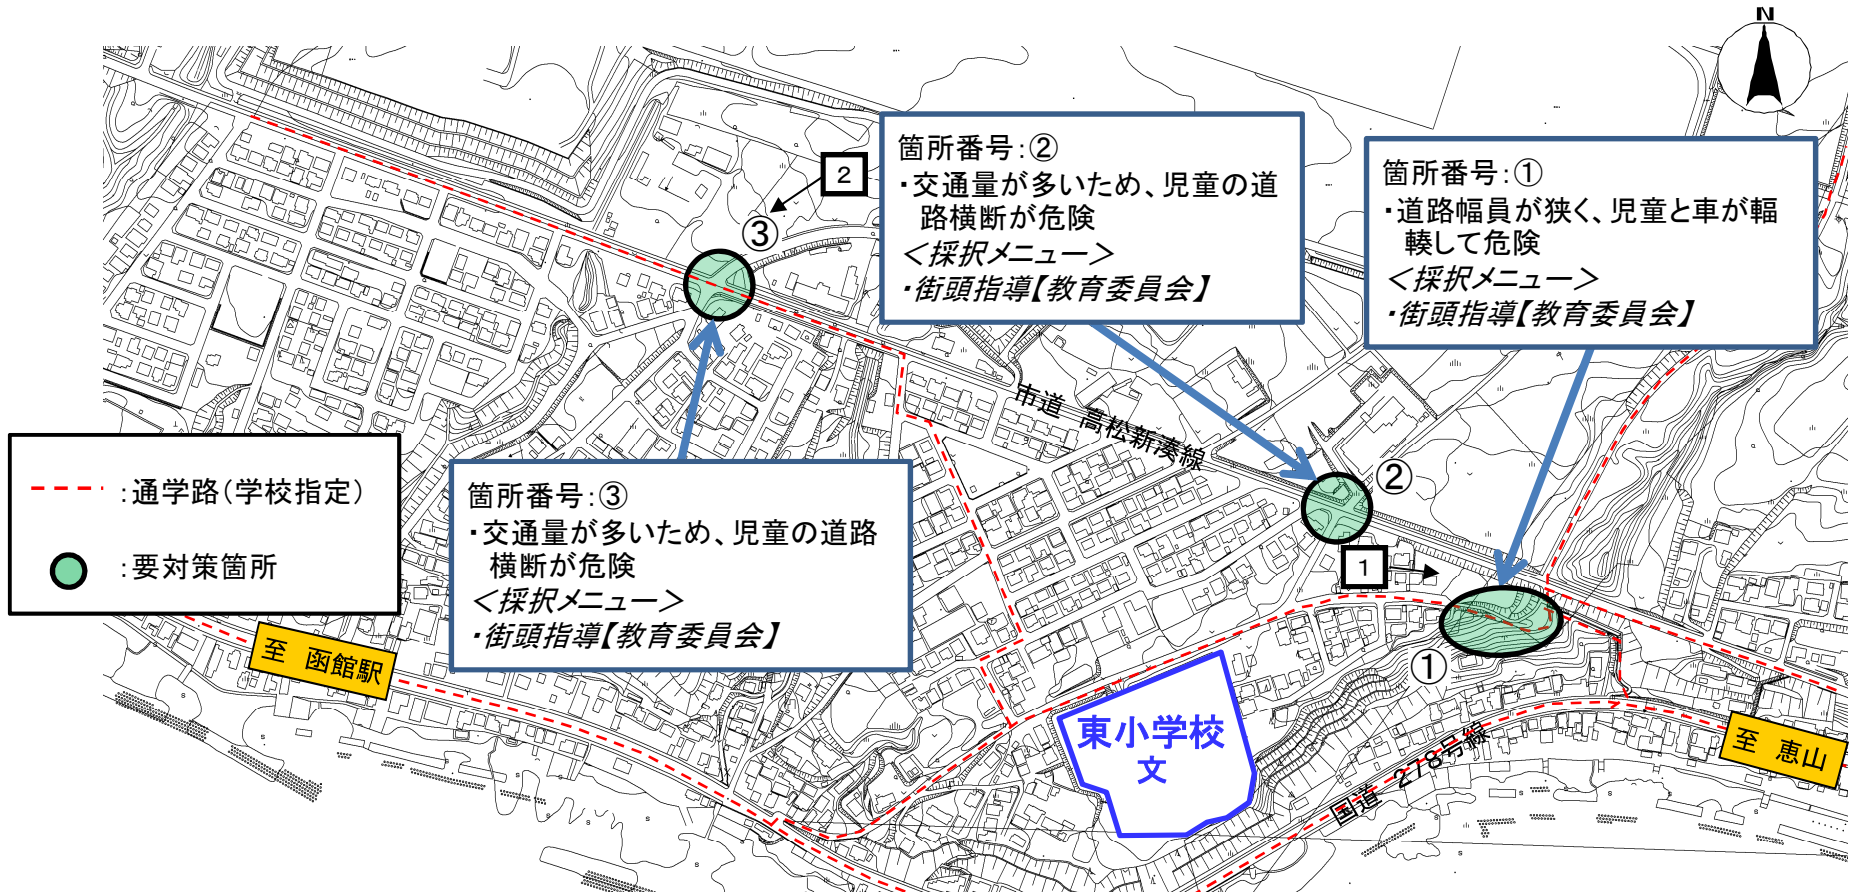 N
箇所番号：②
・交通量が多いため、児童の道
路横断が危険
＜採択メニュー＞
・街頭指導【教育委員会】
箇所番号：①
・道路幅員が狭く、児童と車が輻
輳して危険
＜採択メニュー＞
・街頭指導【教育委員会】
2
③
市道 高松新湊線
：通学路（学校指定）
：要対策箇所
箇所番号：③
・交通量が多いため、児童の道路
横断が危険
＜採択メニュー＞
・街頭指導【教育委員会】
②
1
①
至 函館駅
東小学校
文
国道 278号線
至 恵山